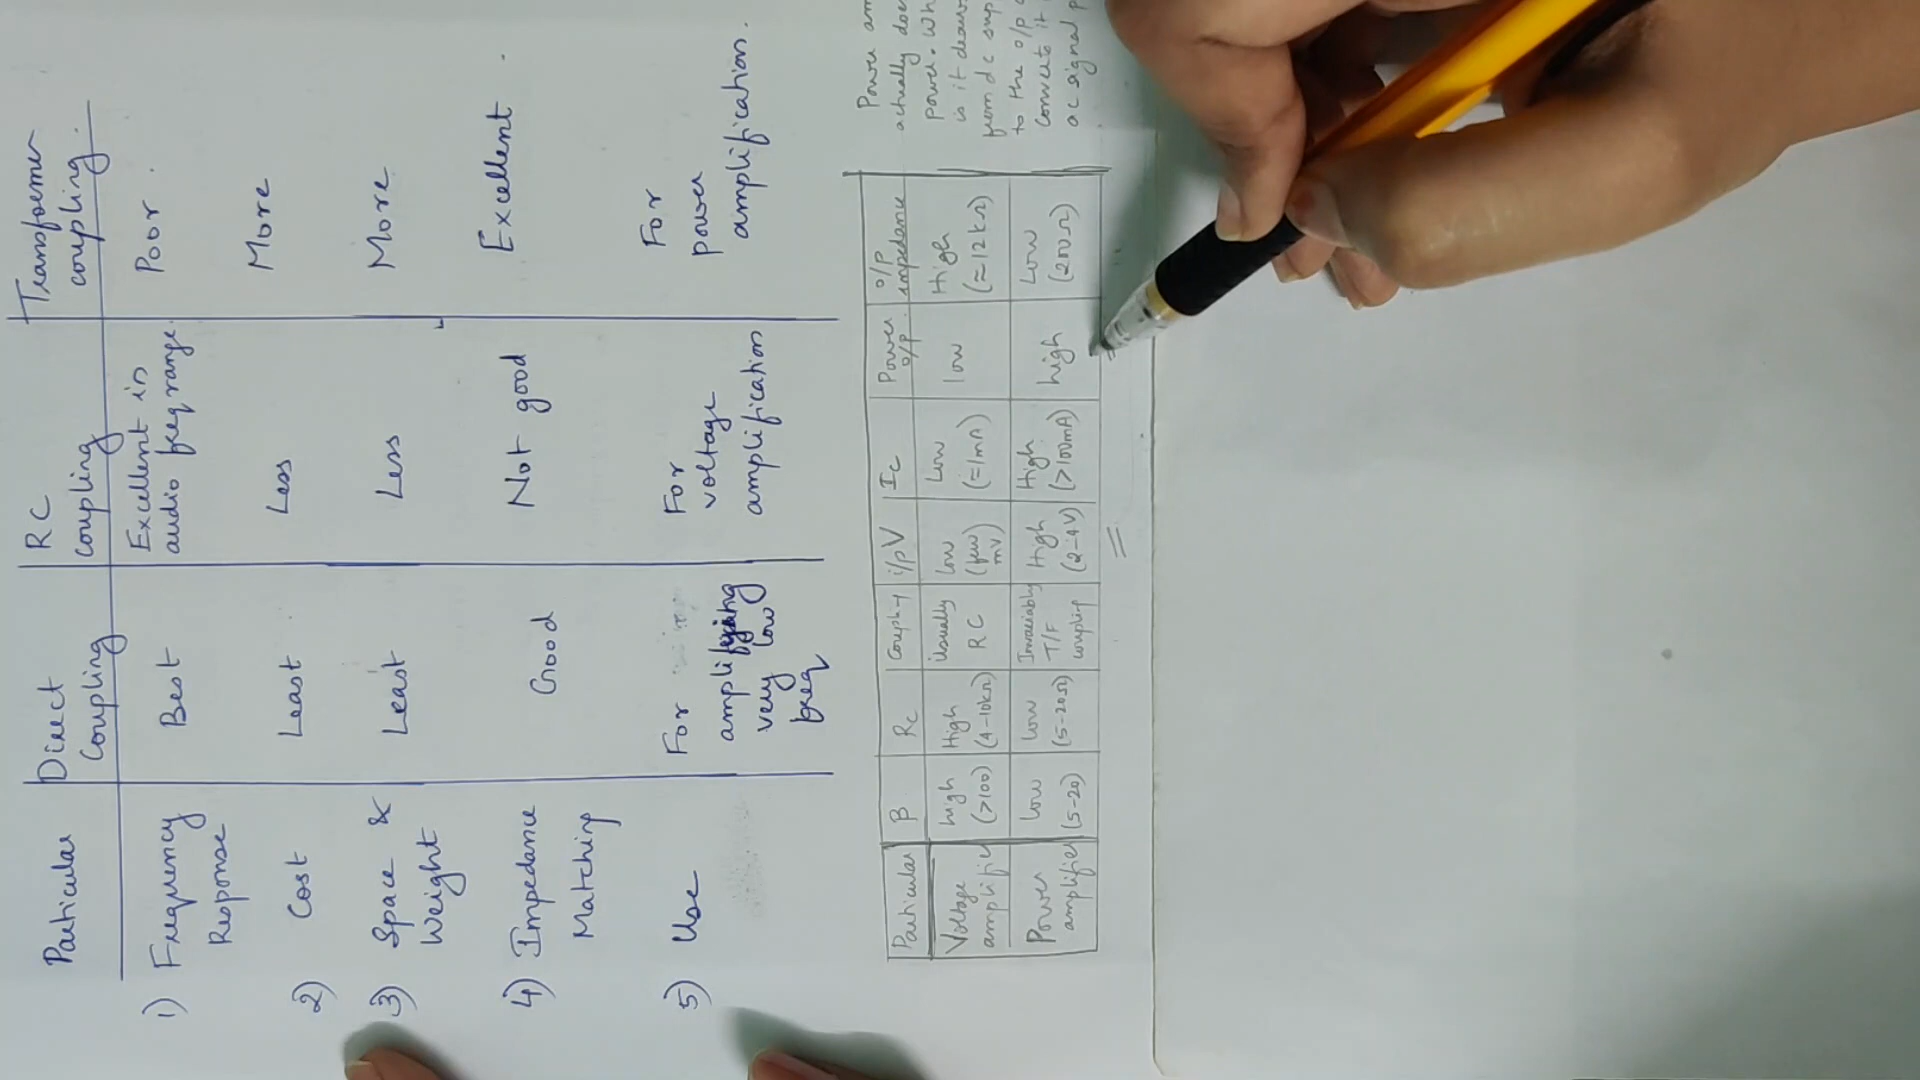 Particular Direct Coupling RC Coupling Transformer coupling.
1) Frequency Response Best Excellent in audio freq range. Poor
2) Cost Least Less More
3) Space & Weight Least Less More
4) Impedance Matching Good Not good Excellent.
5) Use For amplifying very low freq For voltage amplification For power amplification.
Particular β Rc i/p V Ic Power o/p. o/p impedance
Voltage amplifier high (>100) High (4-10kΩ) Usually RC low (few mV) Low (≈1mA) low High (≈12kΩ)
Power amplifier low (5-20) low (5-20Ω) Invariably T/F coupling High (2-4V) High (>100mA) high Low (200Ω)
Power am
actually doe
power. Wh
is it draws
from dc sup
to the o/p
converts it
ac signal p